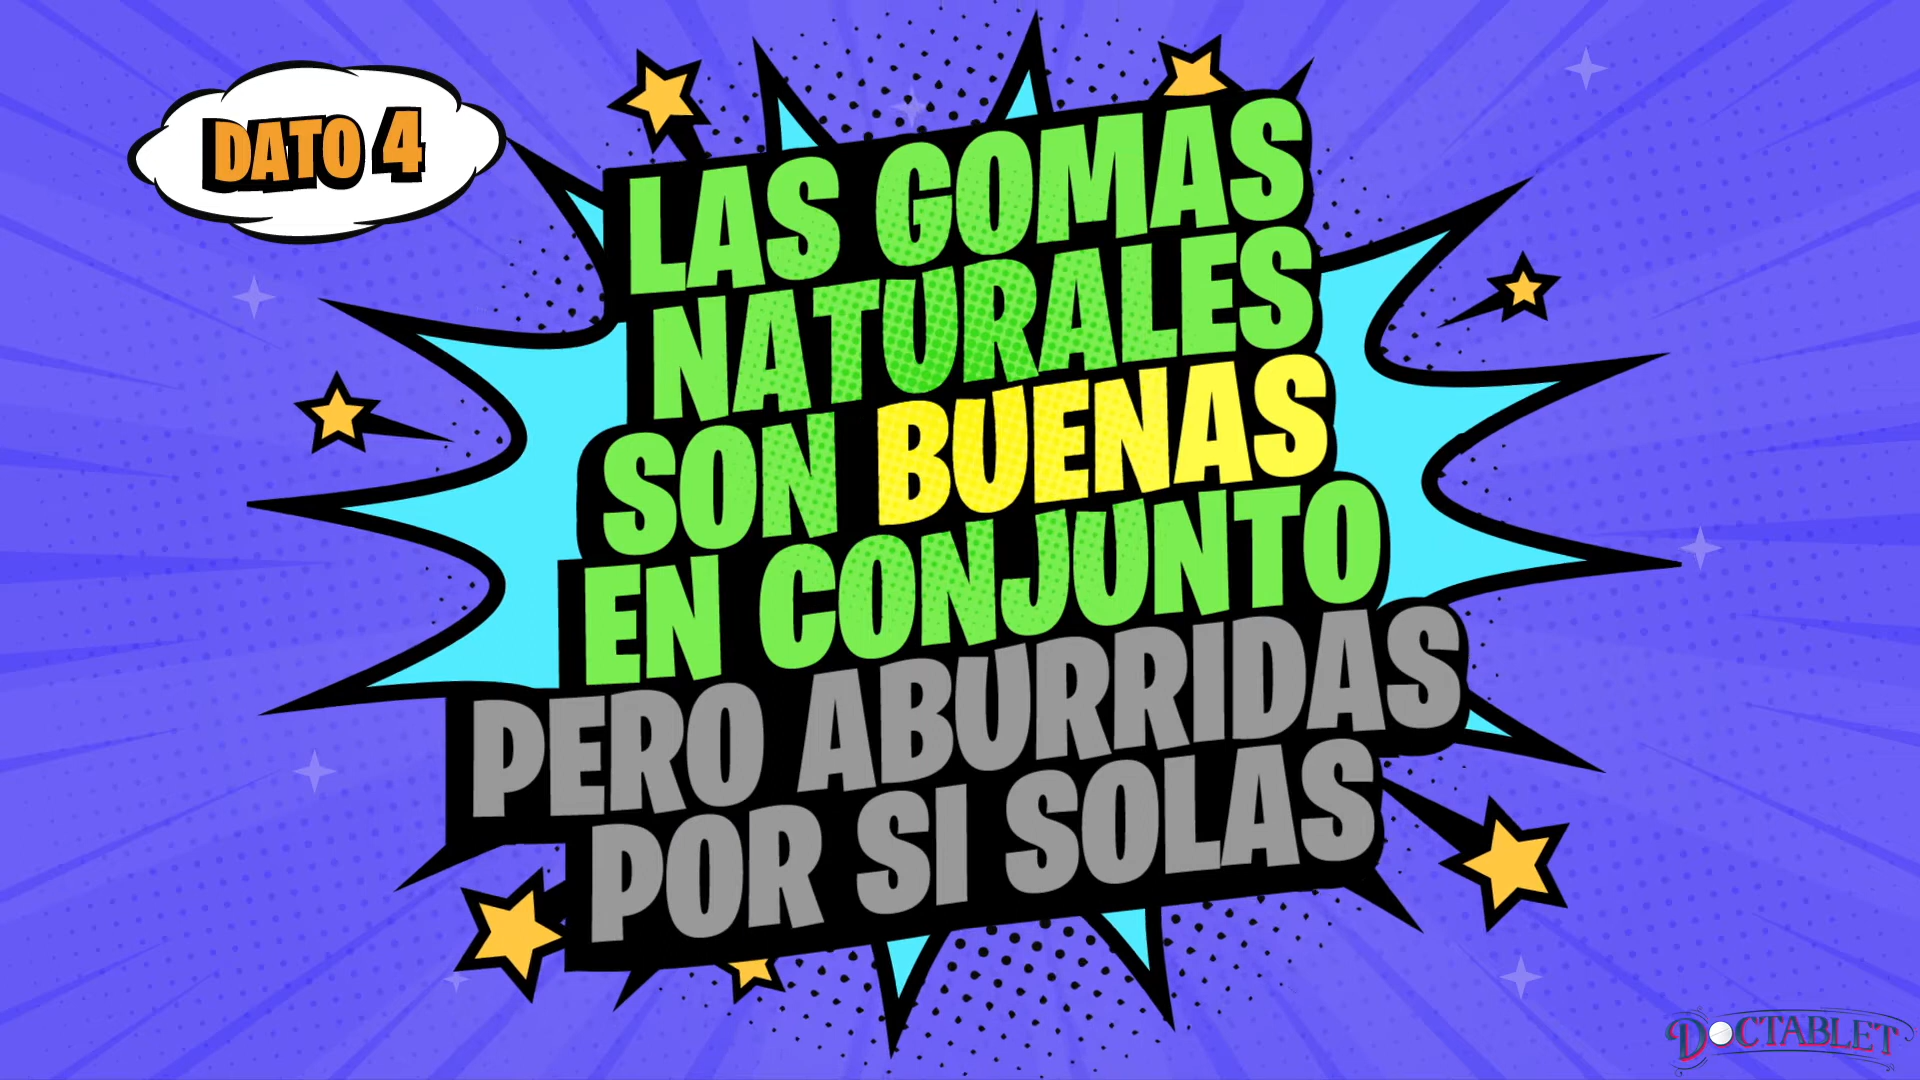 DATO 4
LAS GOMAS
NATURALES
SON BUENAS
EN CONJUNTO
PERO ABURRIDAS
POR SI SOLAS
DOCTABLET